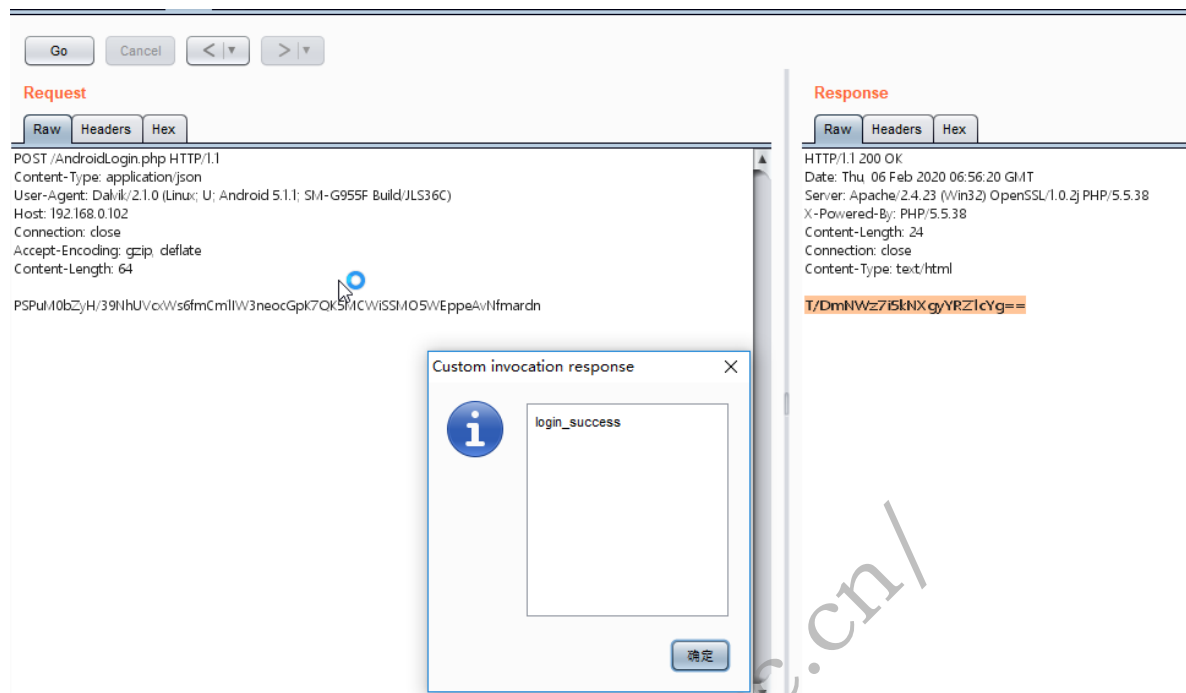 Go Cancel < >
Request
Raw Headers Hex
POST /AndroidLogin.php HTTP/1.1
Content-Type: application/json
User-Agent: Dalvik/2.1.0 (Linux; U; Android 5.1.1; SM-G955F Build/JLS36C)
Host: 192.168.0.102
Connection: close
Accept-Encoding: gzip, deflate
Content-Length: 64
PSPuM0bZyH/39NhUVcxWs6fmCmlIW3neocGpK7QK5MCWiSSMO5WEppeAvNfmardn
Response
Raw Headers Hex
HTTP/1.1 200 OK
Date: Thu, 06 Feb 2020 06:56:20 GMT
Server: Apache/2.4.23 (Win32) OpenSSL/1.0.2j PHP/5.5.38
X-Powered-By: PHP/5.5.38
Content-Length: 24
Connection: close
Content-Type: text/html
T/DmNWz7i5kNXgyYRZlcYg==
Custom invocation response
login_success
确定
c.cn/